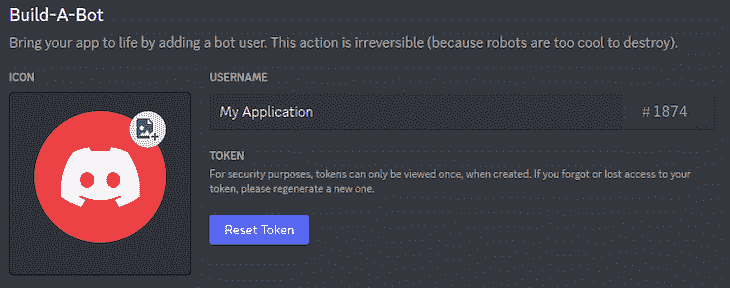 Build-A-Bot
Bring your app to life by adding a bot user. This action is irreversible (because robots are too cool to destroy).
ICON
USERNAME
My Application #1874
TOKEN
For security purposes, tokens can only be viewed once, when created. If you forgot or lost access to your
token, please regenerate a new one.
Reset Token